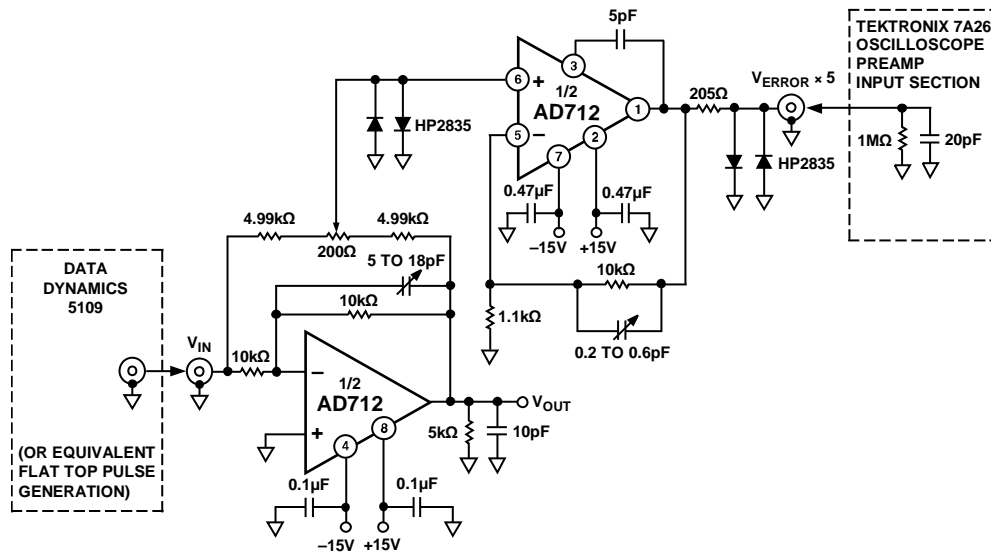 5pF
TEKTRONIX 7A26
OSCILLOSCOPE
PREAMP
INPUT SECTION
3
6
+
1/2
AD712
1
205Ω
VERROR × 5
5
–
2
7
HP2835
HP2835
1MΩ
20pF
0.47µF
0.47µF
–15V
+15V
4.99kΩ
4.99kΩ
200Ω
5 TO 18pF
10kΩ
DATA
DYNAMICS
5109
10kΩ
1.1kΩ
0.2 TO 0.6pF
VIN
10kΩ
–
1/2
AD712
VOUT
+
4
8
5kΩ
10pF
(OR EQUIVALENT
FLAT TOP PULSE
GENERATION)
0.1µF
0.1µF
–15V
+15V